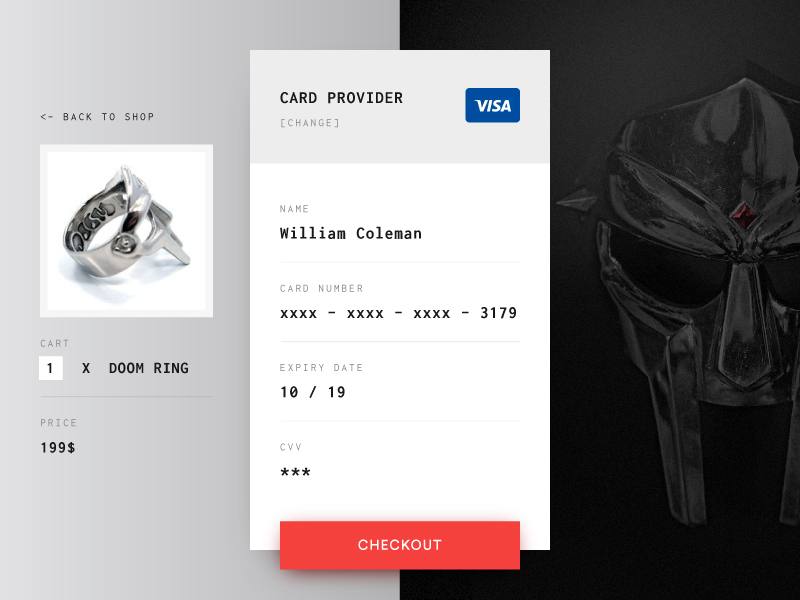 <- BACK TO SHOP
CART
1 X DOOM RING
PRICE
199$
CARD PROVIDER
VISA
[CHANGE]
NAME
William Coleman
CARD NUMBER
xxxx - xxxx - xxxx - 3179
EXPIRY DATE
10 / 19
CVV
***
CHECKOUT